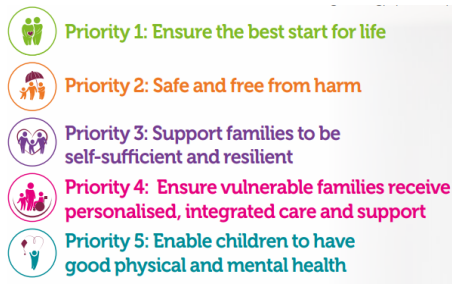 Priority 1: Ensure the best start for life
Priority 2: Safe and free from harm
Priority 3: Support families to be
self-sufficient and resilient
Priority 4: Ensure vulnerable families receive
personalised, integrated care and support
Priority 5: Enable children to have
good physical and mental health